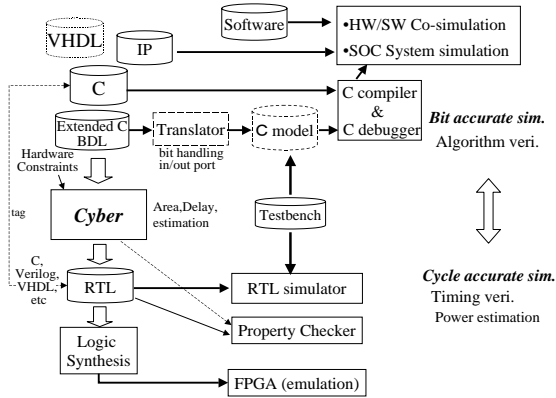 Software
•HW/SW Co-simulation
•SOC System simulation
VHDL
IP
C
C compiler
&
C debugger
Extended C
BDL
Translator
C model
bit handling
in/out port
Bit accurate sim.
Algorithm veri.
Hardware
Constraints
Cyber
Area,Delay,
estimation
Testbench
tag
C,
Verilog,
VHDL,
etc
RTL
RTL simulator
Cycle accurate sim.
Timing veri.
Power estimation
Property Checker
Logic
Synthesis
FPGA (emulation)